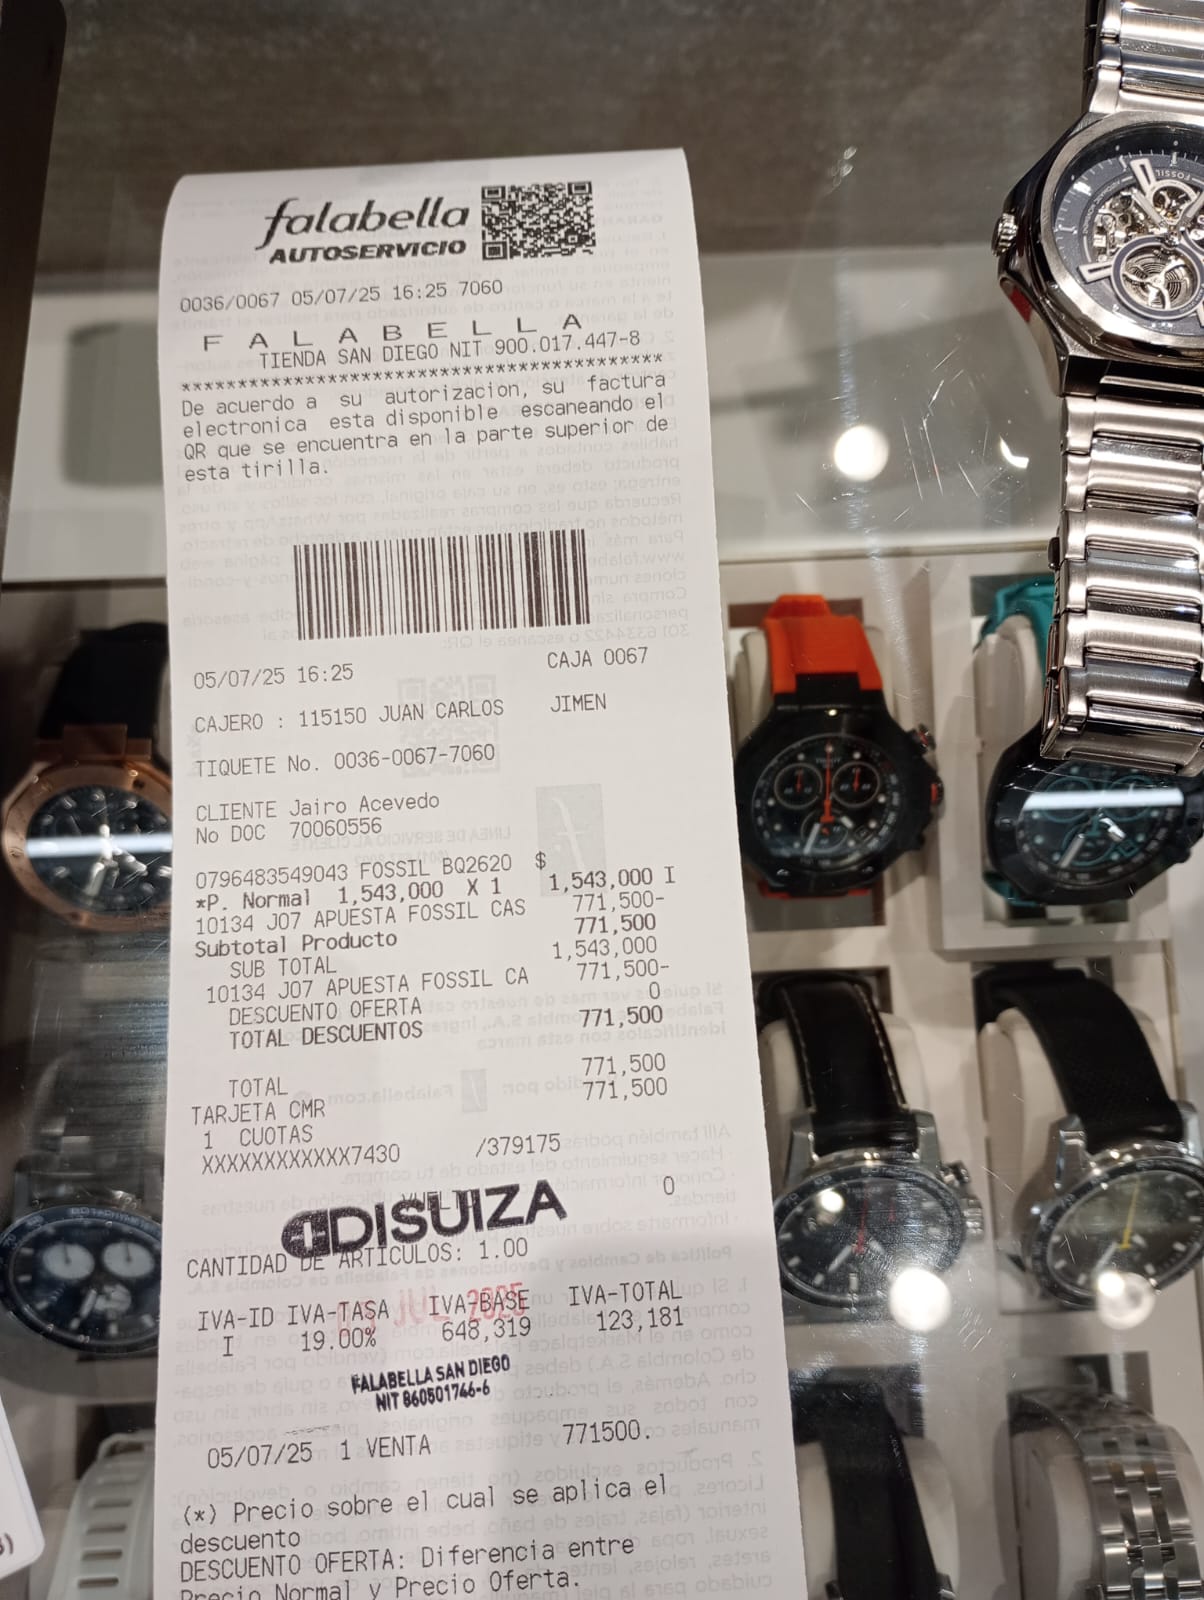 falabella
AUTOSERVICIO
0036/0067 05/07/25 16:25 7060
F A L A B E L L A
TIENDA SAN DIEGO NIT 900.017.447-8
******************************************
De acuerdo a su autorizacion, su factura
electronica esta disponible escaneando el
QR que se encuentra en la parte superior de
esta tirilla.
05/07/25 16:25 CAJA 0067
CAJERO : 115150 JUAN CARLOS JIMEN
TIQUETE No. 0036-0067-7060
CLIENTE Jairo Acevedo
No DOC 70060556
0796483549043 FOSSIL BQ2620 $
*P. Normal 1,543,000 X 1 1,543,000 I
10134 J07 APUESTA FOSSIL CAS 771,500-
Subtotal Producto 771,500
SUB TOTAL 1,543,000
10134 J07 APUESTA FOSSIL CA 771,500-
DESCUENTO OFERTA 0
TOTAL DESCUENTOS 771,500
TOTAL 771,500
TARJETA CMR 771,500
1 CUOTAS
XXXXXXXXXXXX7430 /379175
0
DISUIZA
CANTIDAD DE ARTICULOS: 1.00
IVA-ID IVA-TASA IVA-BASE IVA-TOTAL
I 19.00% 648,319 123,181
JUL 2025
FALABELLA SAN DIEGO
NIT 860501746-6
05/07/25 1 VENTA 771500.
(*) Precio sobre el cual se aplica el
descuento
DESCUENTO OFERTA: Diferencia entre
Precio Normal y Precio Oferta.
FOSSIL
TISSOT